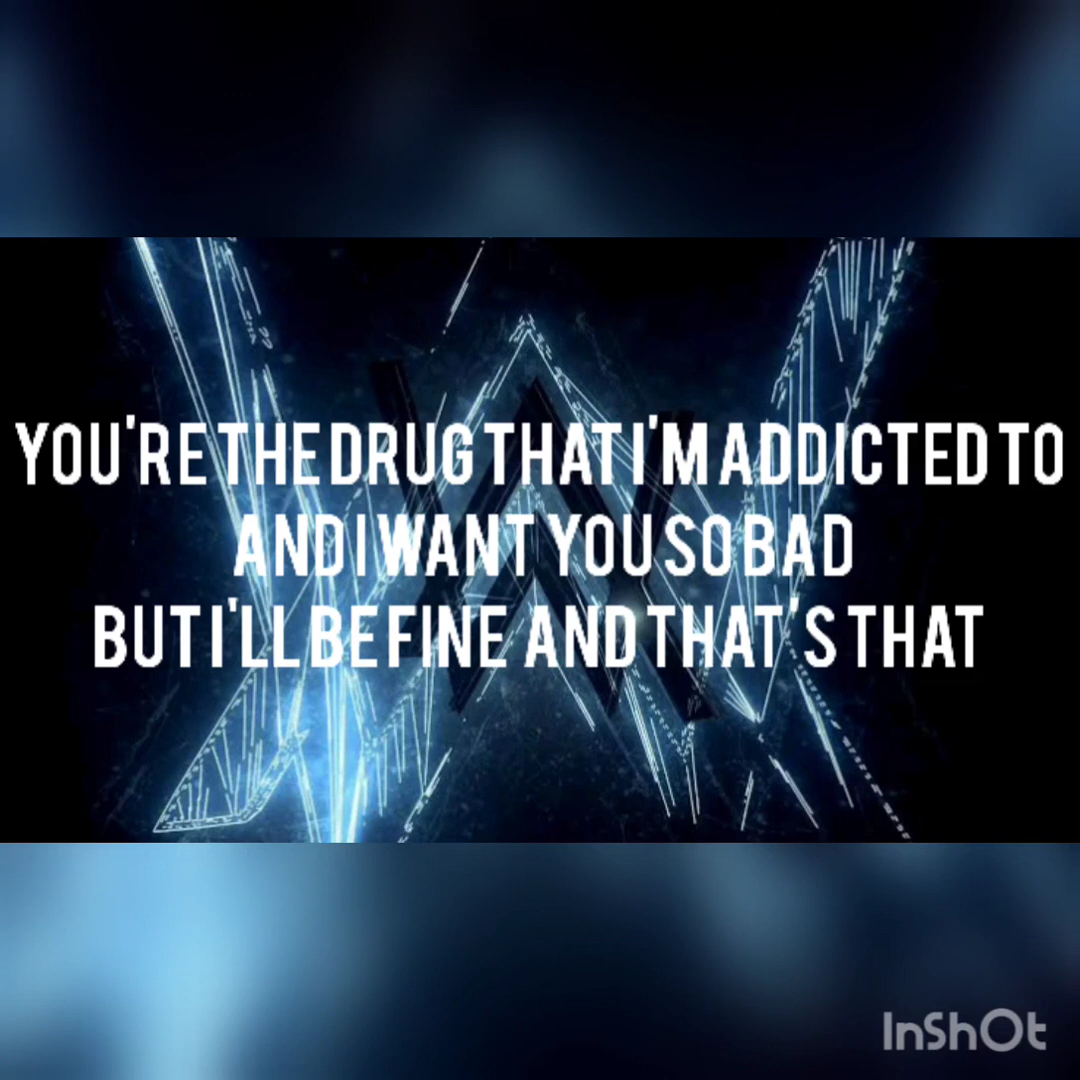 YOU'RE THE DRUG THAT I'M ADDICTED TO
AND I WANT YOU SO BAD
BUT I'LL BE FINE AND THAT'S THAT
InShOt